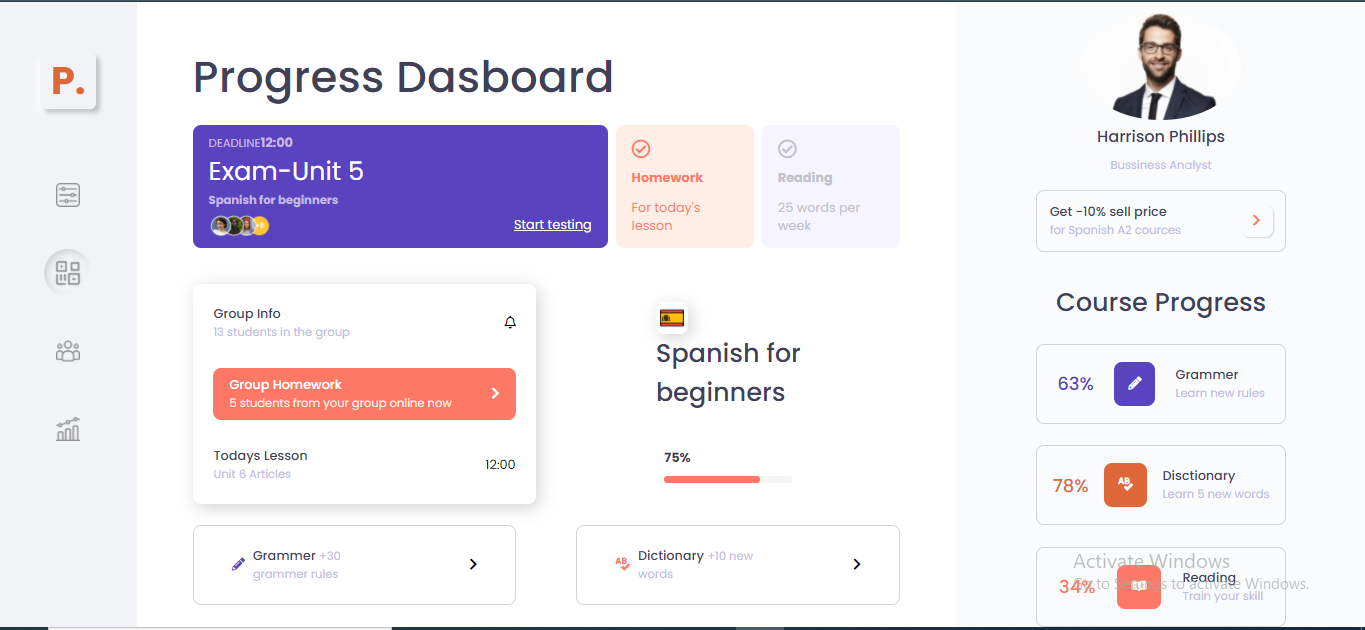 P.
Progress Dasboard
DEADLINE12:00
Exam-Unit 5
Spanish for beginners
Start testing
Homework
For today's
lesson
Reading
25 words per
week
Group Info
13 students in the group
Group Homework
5 students from your group online now
Todays Lesson
Unit 6 Articles
12:00
Spanish for
beginners
75%
Grammer +30
grammer rules
Dictionary +10 new
words
Harrison Phillips
Bussiness Analyst
Get -10% sell price
for Spanish A2 cources
Course Progress
63%
Grammer
Learn new rules
78%
Disctionary
Learn 5 new words
34%
Reading
Train your skill
Activate Windows
Go to Settings to activate Windows.